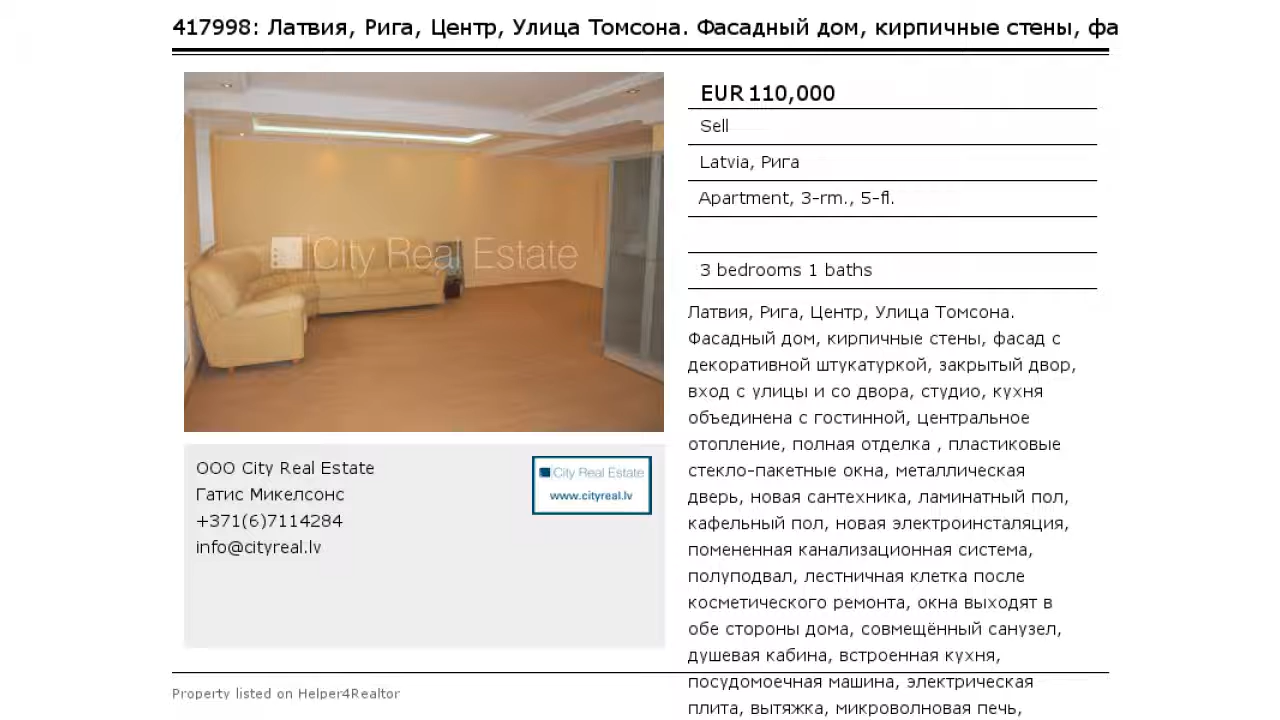 417998: Латвия, Рига, Центр, Улица Томсона. Фасадный дом, кирпичные стены, фа
City Real Estate
EUR 110,000
Sell
Latvia, Рига
Apartment, 3-rm., 5-fl.
3 bedrooms 1 baths
Латвия, Рига, Центр, Улица Томсона.
Фасадный дом, кирпичные стены, фасад с
декоративной штукатуркой, закрытый двор,
вход с улицы и со двора, студио, кухня
объединена с гостинной, центральное
отопление, полная отделка , пластиковые
стекло-пакетные окна, металлическая
дверь, новая сантехника, ламинатный пол,
кафельный пол, новая электроинсталяция,
помененная канализационная система,
полуподвал, лестничная клетка после
косметического ремонта, окна выходят в
обе стороны дома, совмещённый санузел,
душевая кабина, встроенная кухня,
посудомоечная машина, электрическая
плита, вытяжка, микроволновая печь,
ООО City Real Estate
Гатис Микелсонс
+371(6)7114284
info@cityreal.lv
City Real Estate
www.cityreal.lv
Property listed on Helper4Realtor